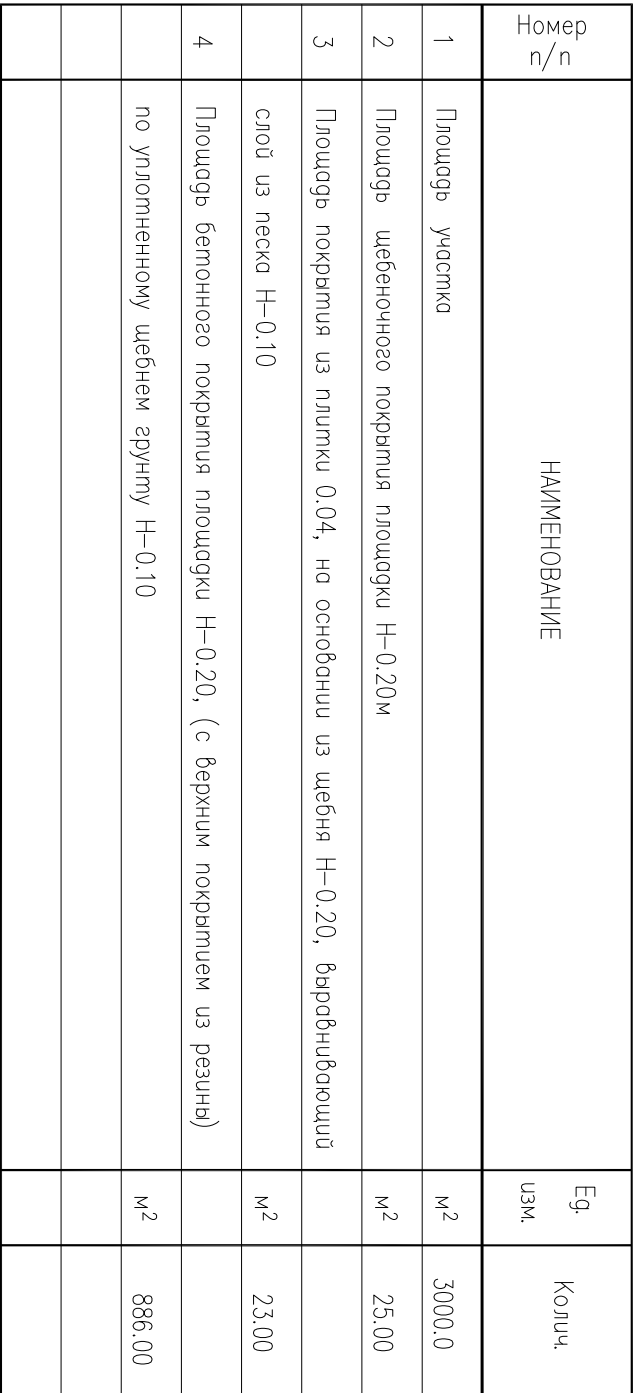 Номер
п/п
НАИМЕНОВАНИЕ
Ед.
изм.
Колич.
1 Площадь участка м² 3000.0
2 Площадь щебеночного покрытия площадки Н-0.20м м² 25.00
3 Площадь покрытия из плитки 0.04, на основании из щебня Н-0.20, выравнивающий
слой из песка Н-0.10 м² 23.00
4 Площадь бетонного покрытия площадки Н-0.20, (с верхним покрытием из резины)
по уплотненному щебнем грунту Н-0.10 м² 886.00